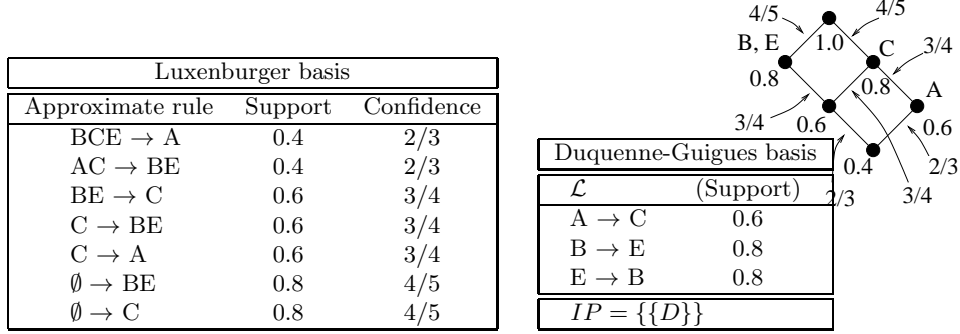 Luxenburger basis
Approximate rule Support Confidence
BCE → A 0.4 2/3
AC → BE 0.4 2/3
BE → C 0.6 3/4
C → BE 0.6 3/4
C → A 0.6 3/4
∅ → BE 0.8 4/5
∅ → C 0.8 4/5
Duquenne-Guigues basis
ℒ (Support)
A → C 0.6
B → E 0.8
E → B 0.8
IP = {{D}}
4/5 4/5
B, E 1.0 C 3/4
0.8 0.8 A
3/4 0.6 0.6
0.4 2/3
2/3 3/4